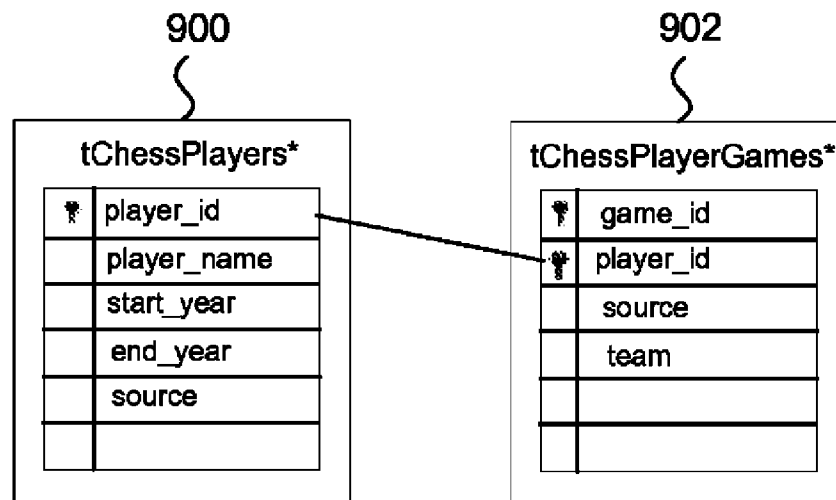 900
902
tChessPlayers*
player_id
player_name
start_year
end_year
source
tChessPlayerGames*
game_id
player_id
source
team